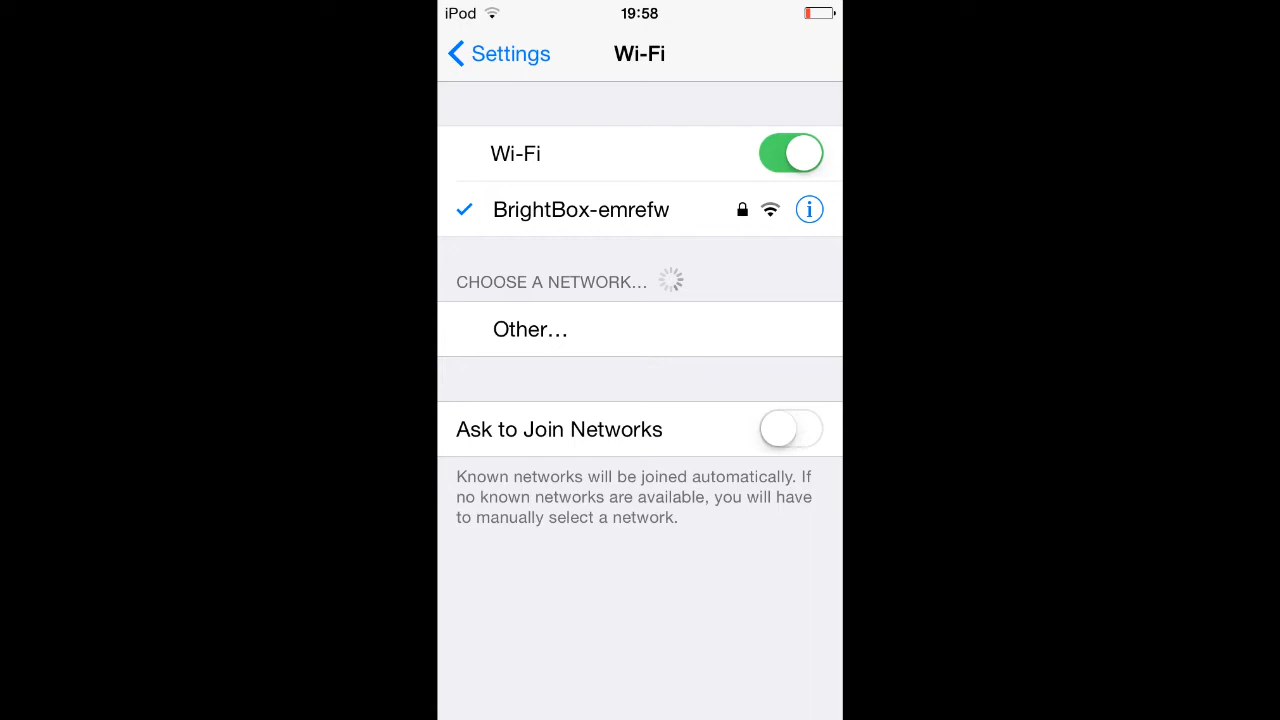 iPod 19:58
Settings Wi-Fi
Wi-Fi
BrightBox-emrefw
CHOOSE A NETWORK...
Other...
Ask to Join Networks
Known networks will be joined automatically. If
no known networks are available, you will have
to manually select a network.